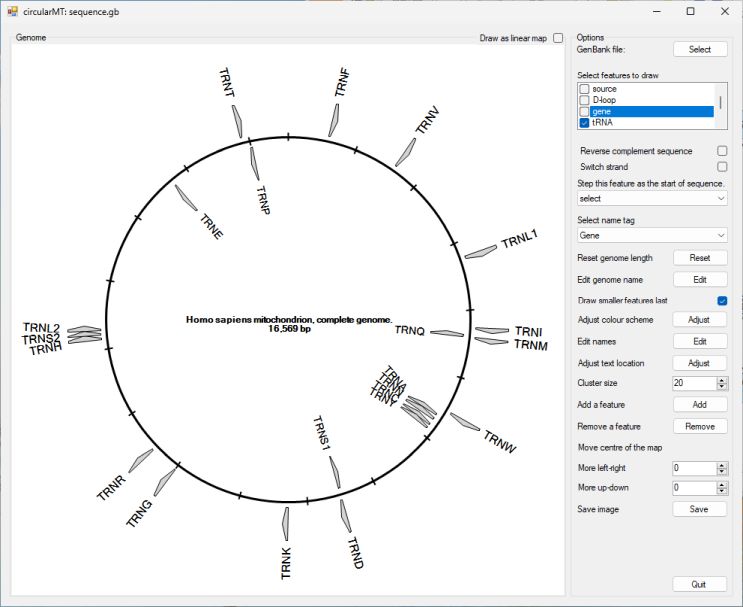 circularMT: sequence.gb
Genome
Draw as linear map
TRNT
TRNF
TRNV
TRNP
TRNE
TRNL1
TRNL2
TRNS2
TRNH
Homo sapiens mitochondrion, complete genome.
16,569 bp
TRNQ
TRNI
TRNM
TRNA
TRNY
TRNW
TRNS1
TRNR
TRNG
TRNK
TRND
Options
GenBank file:
Select
Select features to draw
source
D-loop
gene
tRNA
Reverse complement sequence
Switch strand
Step this feature as the start of sequence.
select
Select name tag
Gene
Reset genome length
Reset
Edit genome name
Edit
Draw smaller features last
Adjust colour scheme
Adjust
Edit names
Edit
Adjust text location
Adjust
Cluster size
20
Add a feature
Add
Remove a feature
Remove
Move centre of the map
More left-right
0
More up-down
0
Save image
Save
Quit